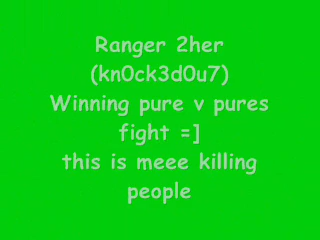 Ranger 2her
(kn0ck3d0u7)
Winning pure v pures
fight =]
this is meee killing
people